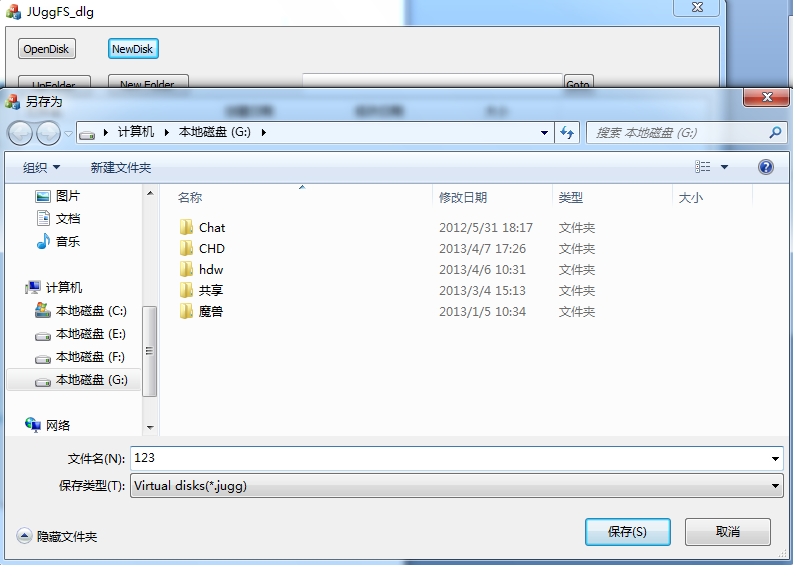 JUggFS_dlg
OpenDisk NewDisk
UpFolder New Folder Goto
另存为
计算机 本地磁盘 (G:)
搜索 本地磁盘 (G:)
组织 新建文件夹
图片
文档
音乐
计算机
本地磁盘 (C:)
本地磁盘 (E:)
本地磁盘 (F:)
本地磁盘 (G:)
网络
名称 修改日期 类型 大小
Chat 2012/5/31 18:17 文件夹
CHD 2013/4/7 17:26 文件夹
hdw 2013/4/6 10:31 文件夹
共享 2013/3/4 15:13 文件夹
魔兽 2013/1/5 10:34 文件夹
文件名(N): 123
保存类型(T): Virtual disks(*.jugg)
隐藏文件夹
保存(S) 取消